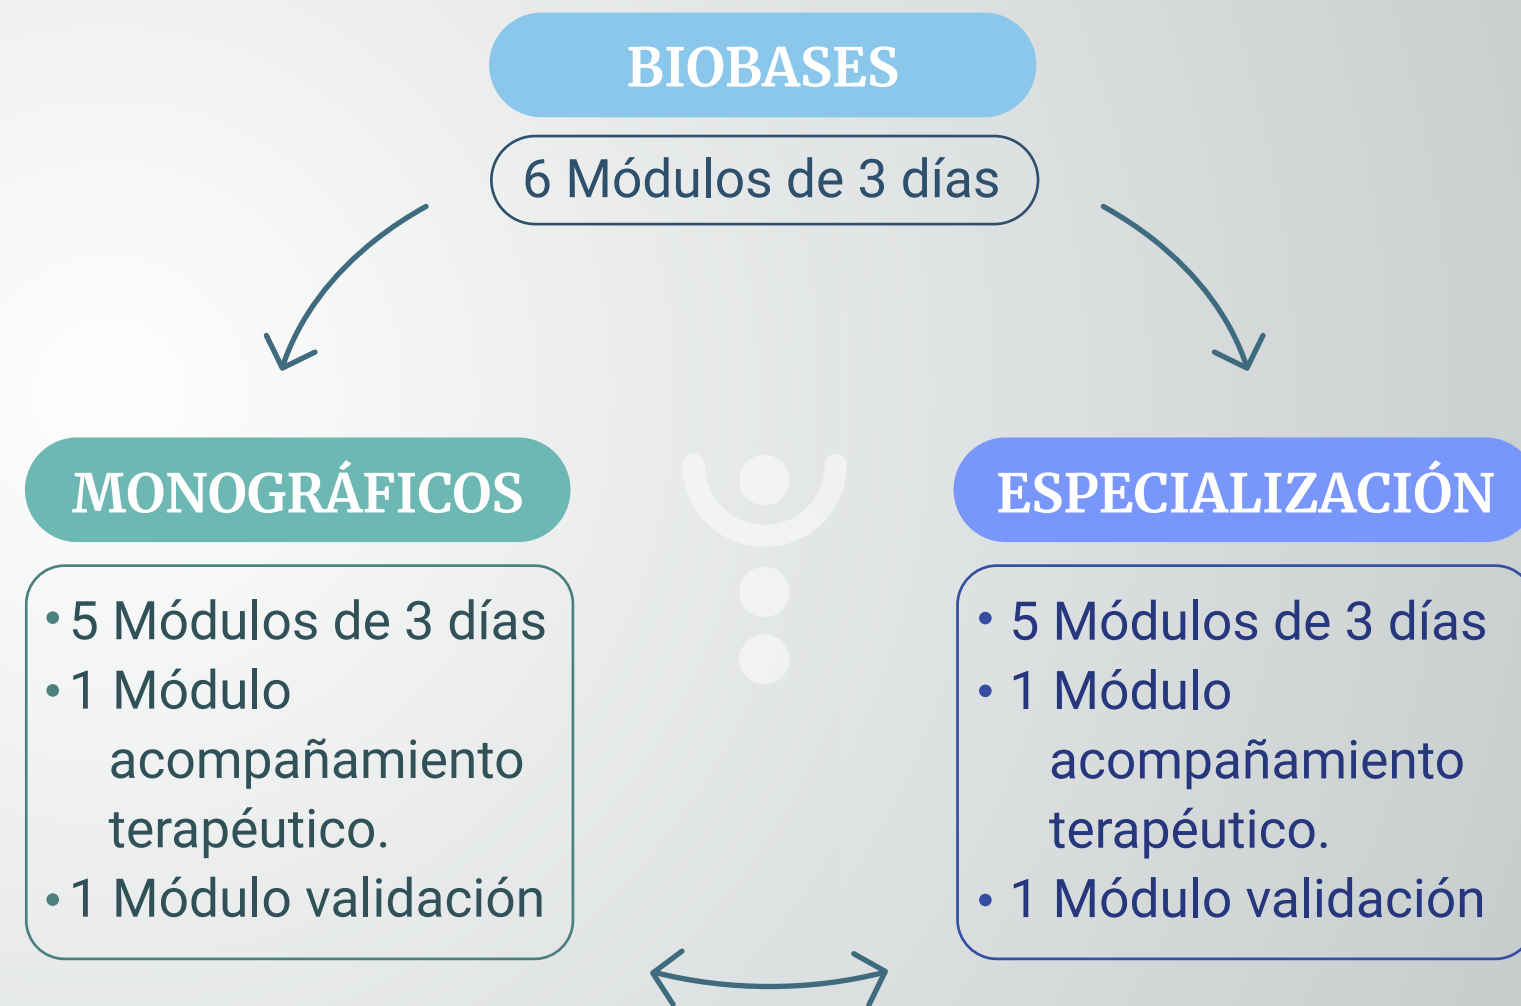 BIOBASES
6 Módulos de 3 días
MONOGRÁFICOS
• 5 Módulos de 3 días
• 1 Módulo
acompañamiento
terapéutico.
• 1 Módulo validación
ESPECIALIZACIÓN
• 5 Módulos de 3 días
• 1 Módulo
acompañamiento
terapéutico.
• 1 Módulo validación